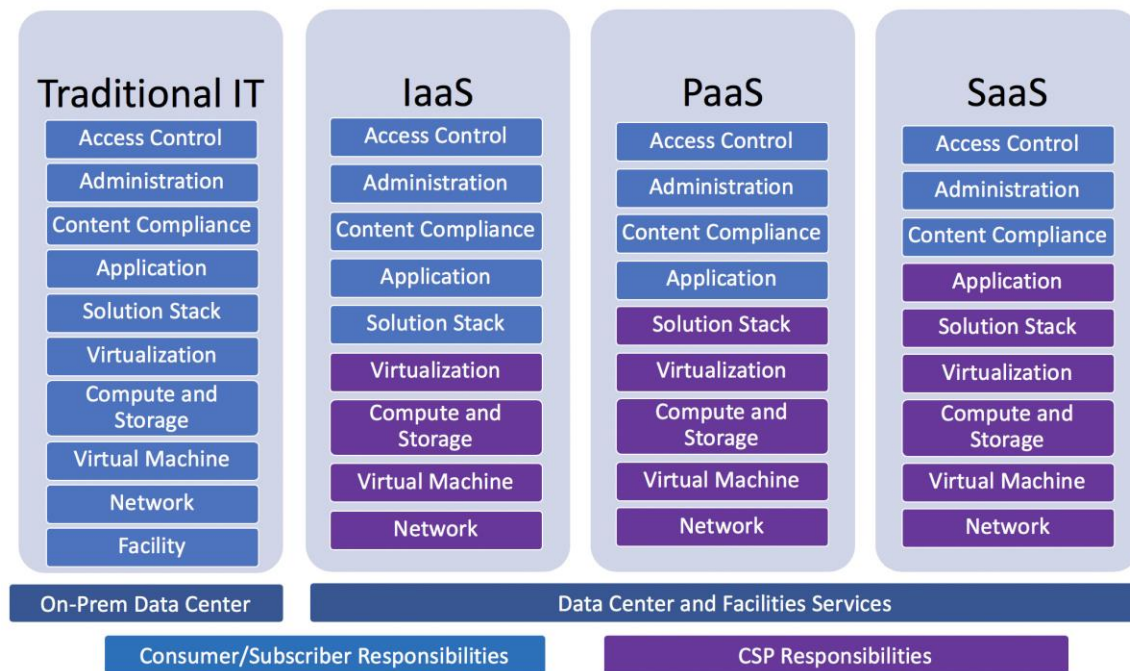 Traditional IT
Access Control
Administration
Content Compliance
Application
Solution Stack
Virtualization
Compute and
Storage
Virtual Machine
Network
Facility
IaaS
Access Control
Administration
Content Compliance
Application
Solution Stack
Virtualization
Compute and
Storage
Virtual Machine
Network
PaaS
Access Control
Administration
Content Compliance
Application
Solution Stack
Virtualization
Compute and
Storage
Virtual Machine
Network
SaaS
Access Control
Administration
Content Compliance
Application
Solution Stack
Virtualization
Compute and
Storage
Virtual Machine
Network
On-Prem Data Center
Data Center and Facilities Services
Consumer/Subscriber Responsibilities
CSP Responsibilities